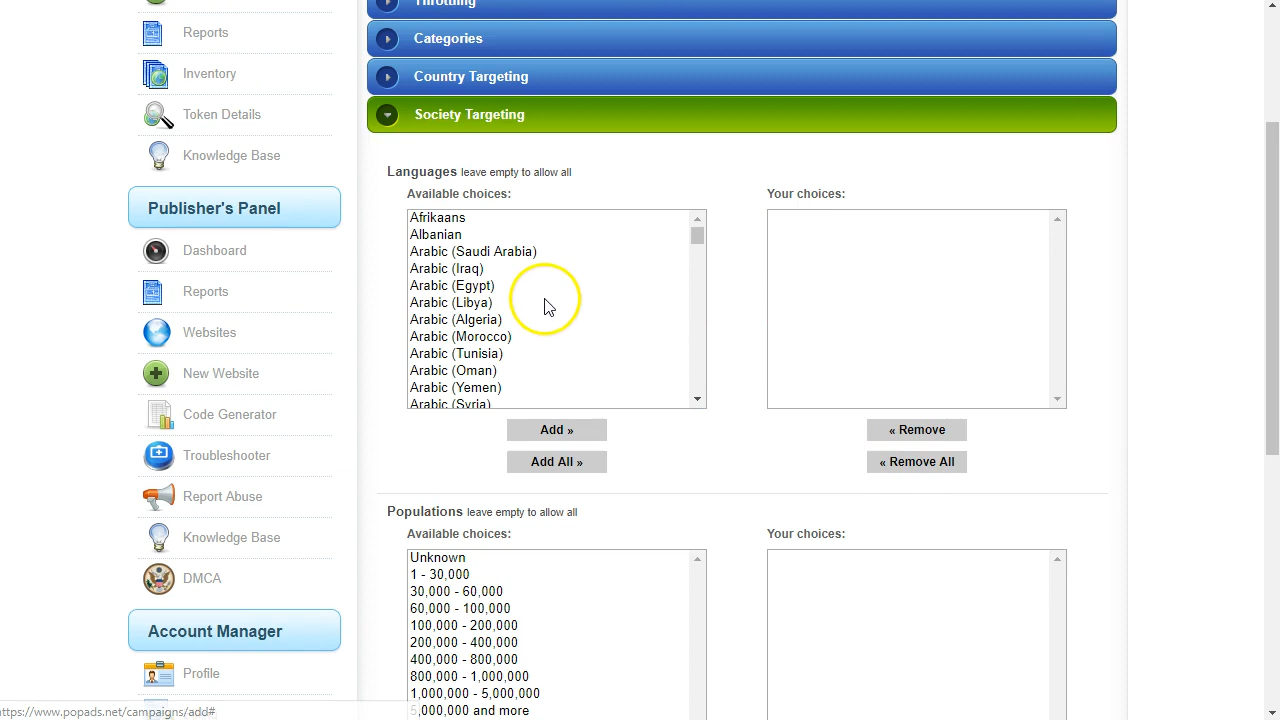 Throttling
Reports
Categories
Inventory
Country Targeting
Token Details
Society Targeting
Knowledge Base
Languages leave empty to allow all
Available choices:
Your choices:
Publisher's Panel
Afrikaans
Albanian
Arabic (Saudi Arabia)
Arabic (Iraq)
Arabic (Egypt)
Arabic (Libya)
Arabic (Algeria)
Arabic (Morocco)
Arabic (Tunisia)
Arabic (Oman)
Arabic (Yemen)
Arabic (Syria)
Dashboard
Reports
Websites
New Website
Code Generator
Add »
« Remove
Troubleshooter
Add All »
« Remove All
Report Abuse
Populations leave empty to allow all
Knowledge Base
Available choices:
Your choices:
Unknown
1 - 30,000
30,000 - 60,000
60,000 - 100,000
100,000 - 200,000
200,000 - 400,000
400,000 - 800,000
800,000 - 1,000,000
1,000,000 - 5,000,000
5,000,000 and more
DMCA
Account Manager
Profile
ttps://www.popads.net/campaigns/add#